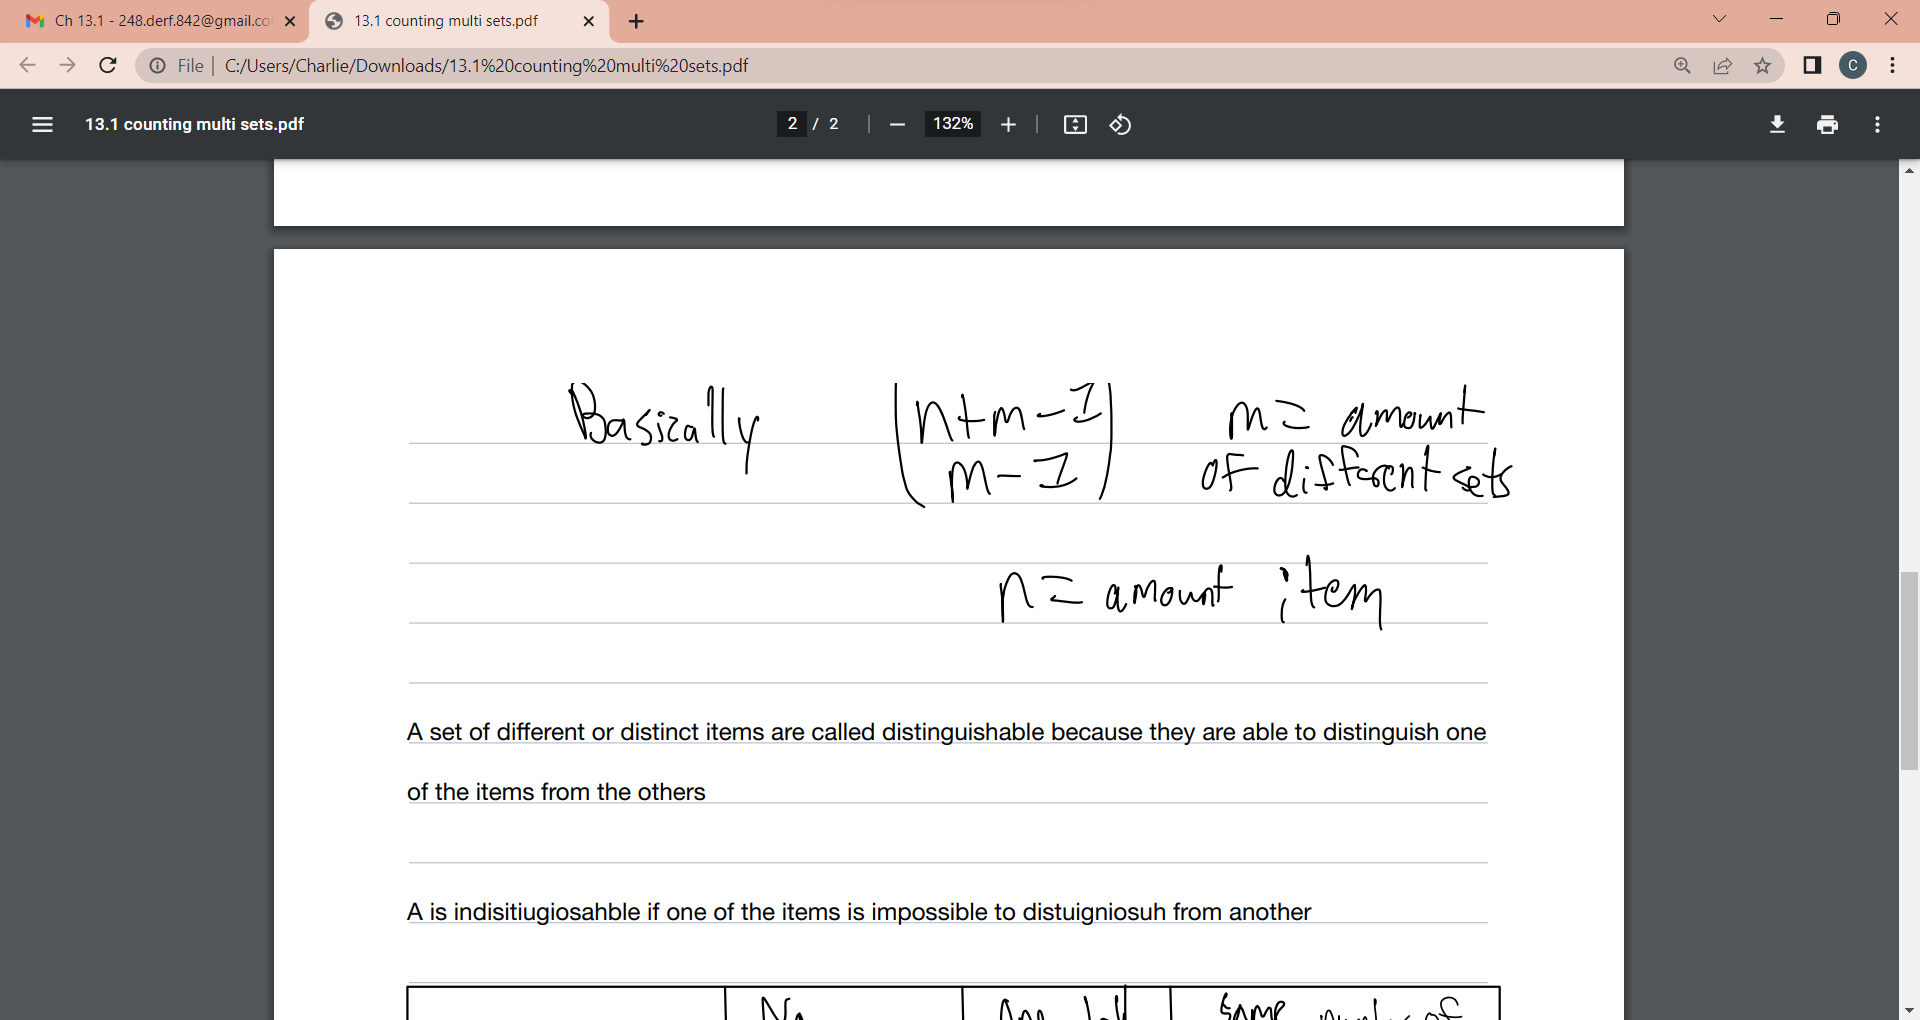 Ch 13.1 - 248.derf.842@gmail.co
13.1 counting multi sets.pdf
File
C:/Users/Charlie/Downloads/13.1%20counting%20multi%20sets.pdf
C
13.1 counting multi sets.pdf
2 / 2
132%
Basically (n+m-1 m = amount
m-1) of different sets
n = amount item
A set of different or distinct items are called distinguishable because they are able to distinguish one
of the items from the others
A is indisitiugiosahble if one of the items is impossible to distuigniosuh from another